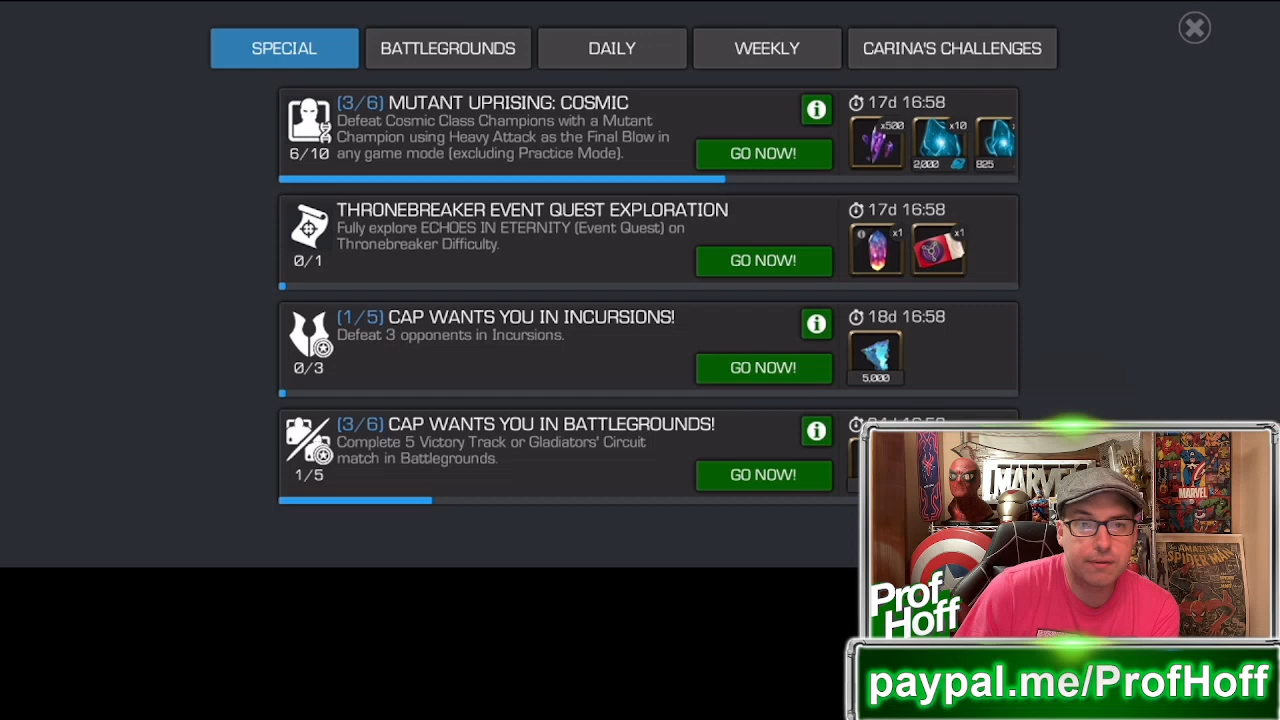 SPECIAL
BATTLEGROUNDS
DAILY
WEEKLY
CARINA'S CHALLENGES
(3/6) MUTANT UPRISING: COSMIC
Defeat Cosmic Class Champions with a Mutant
Champion using Heavy Attack as the Final Blow in
any game mode (excluding Practice Mode).
6/10
GO NOW!
17d 16:58
x500
x10
2,000
825
THRONEBREAKER EVENT QUEST EXPLORATION
Fully explore ECHOES IN ETERNITY (Event Quest) on
Thronebreaker Difficulty.
0/1
GO NOW!
17d 16:58
x1
x1
(1/5) CAP WANTS YOU IN INCURSIONS!
Defeat 3 opponents in Incursions.
0/3
GO NOW!
18d 16:58
5,000
(3/6) CAP WANTS YOU IN BATTLEGROUNDS!
Complete 5 Victory Track or Gladiators' Circuit
match in Battlegrounds.
1/5
GO NOW!
MARVEL
MARVEL
AMAZING
SPIDER-MAN
Prof
Hoff
paypal.me/ProfHoff